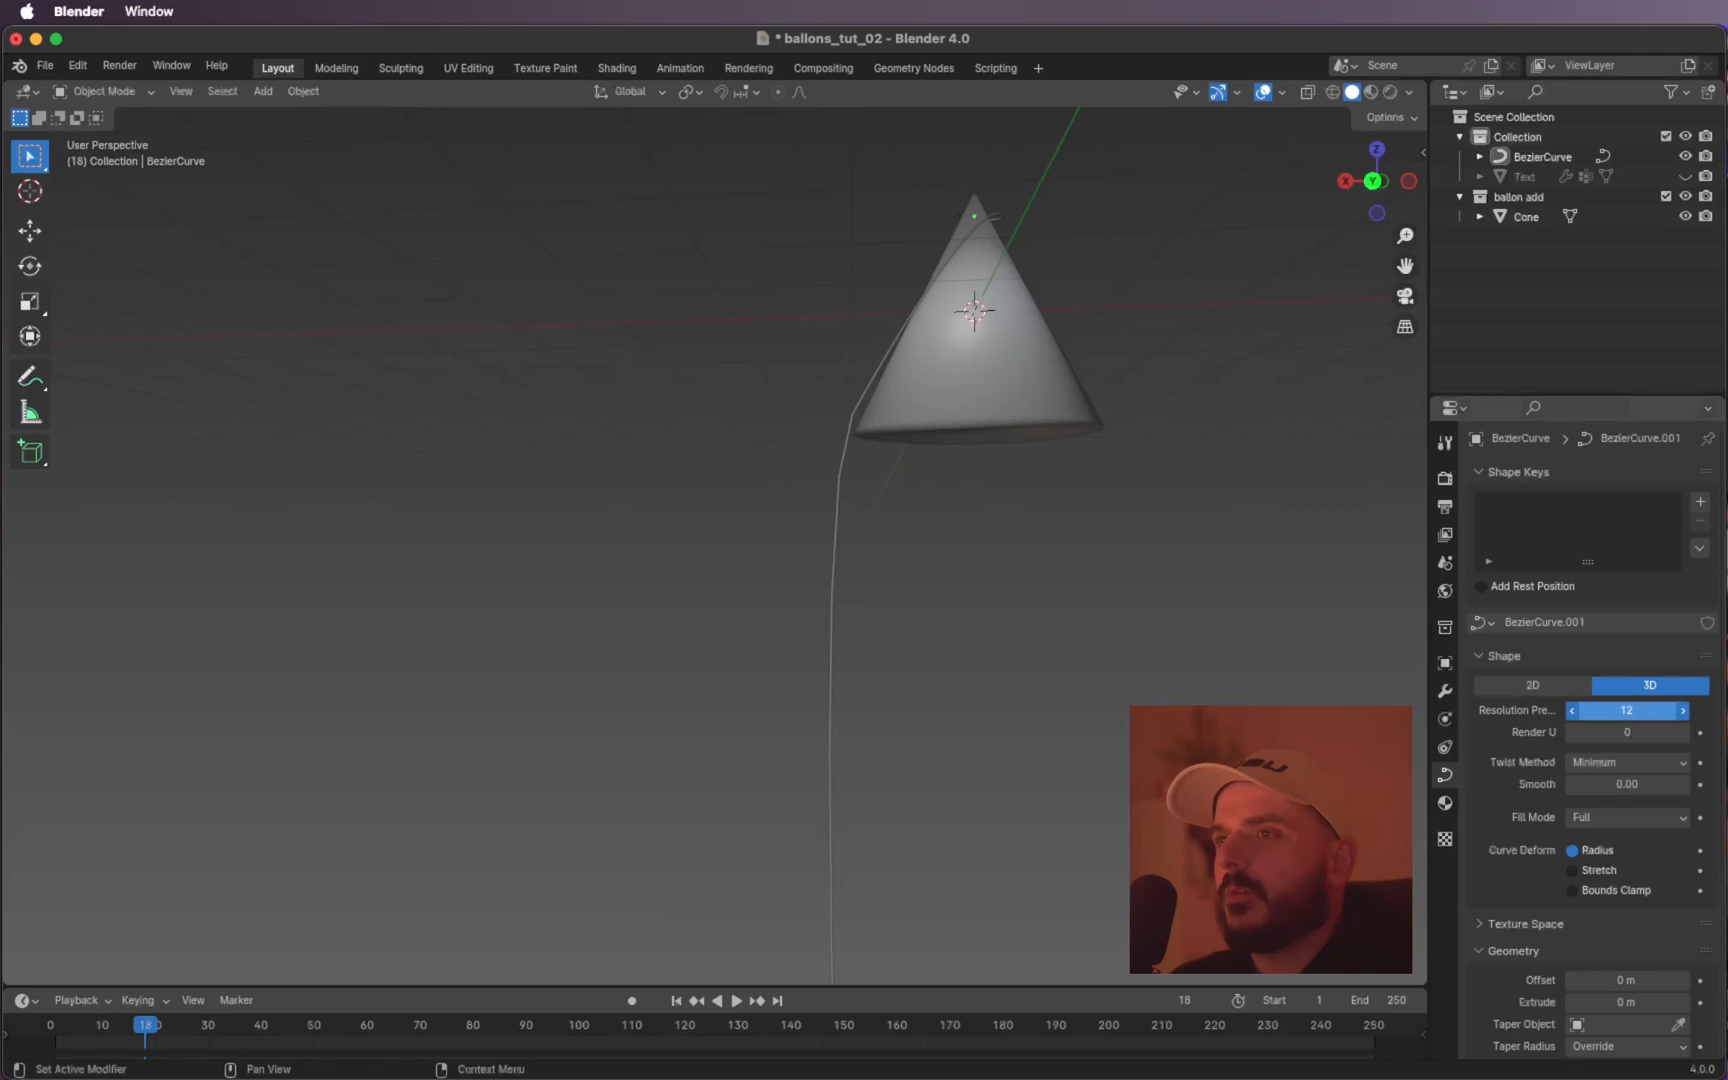 Blender Window
* ballons_tut_02 - Blender 4.0
File Edit Render Window Help Layout Modeling Sculpting UV Editing Texture Paint Shading Animation Rendering Compositing Geometry Nodes Scripting + Scene ViewLayer
Object Mode View Select Add Object Global
Options
User Perspective
(18) Collection | BezierCurve
Z
X Y
Scene Collection
Collection
BezierCurve
Text
ballon add
Cone
BezierCurve > BezierCurve.001
Shape Keys
Add Rest Position
BezierCurve.001
Shape
2D 3D
Resolution Pre... 12
Render U 0
Twist Method Minimum
Smooth 0.00
Fill Mode Full
Curve Deform Radius
Stretch
Bounds Clamp
Texture Space
Geometry
Offset 0 m
Extrude 0 m
Taper Object
Taper Radius Override
Playback Keying View Marker 18 Start 1 End 250
0 10 18 30 40 50 60 70 80 90 100 110 120 130 140 150 160 170 180 190 200 210 220 230 240 250
Set Active Modifier Pan View Context Menu 4.0.0